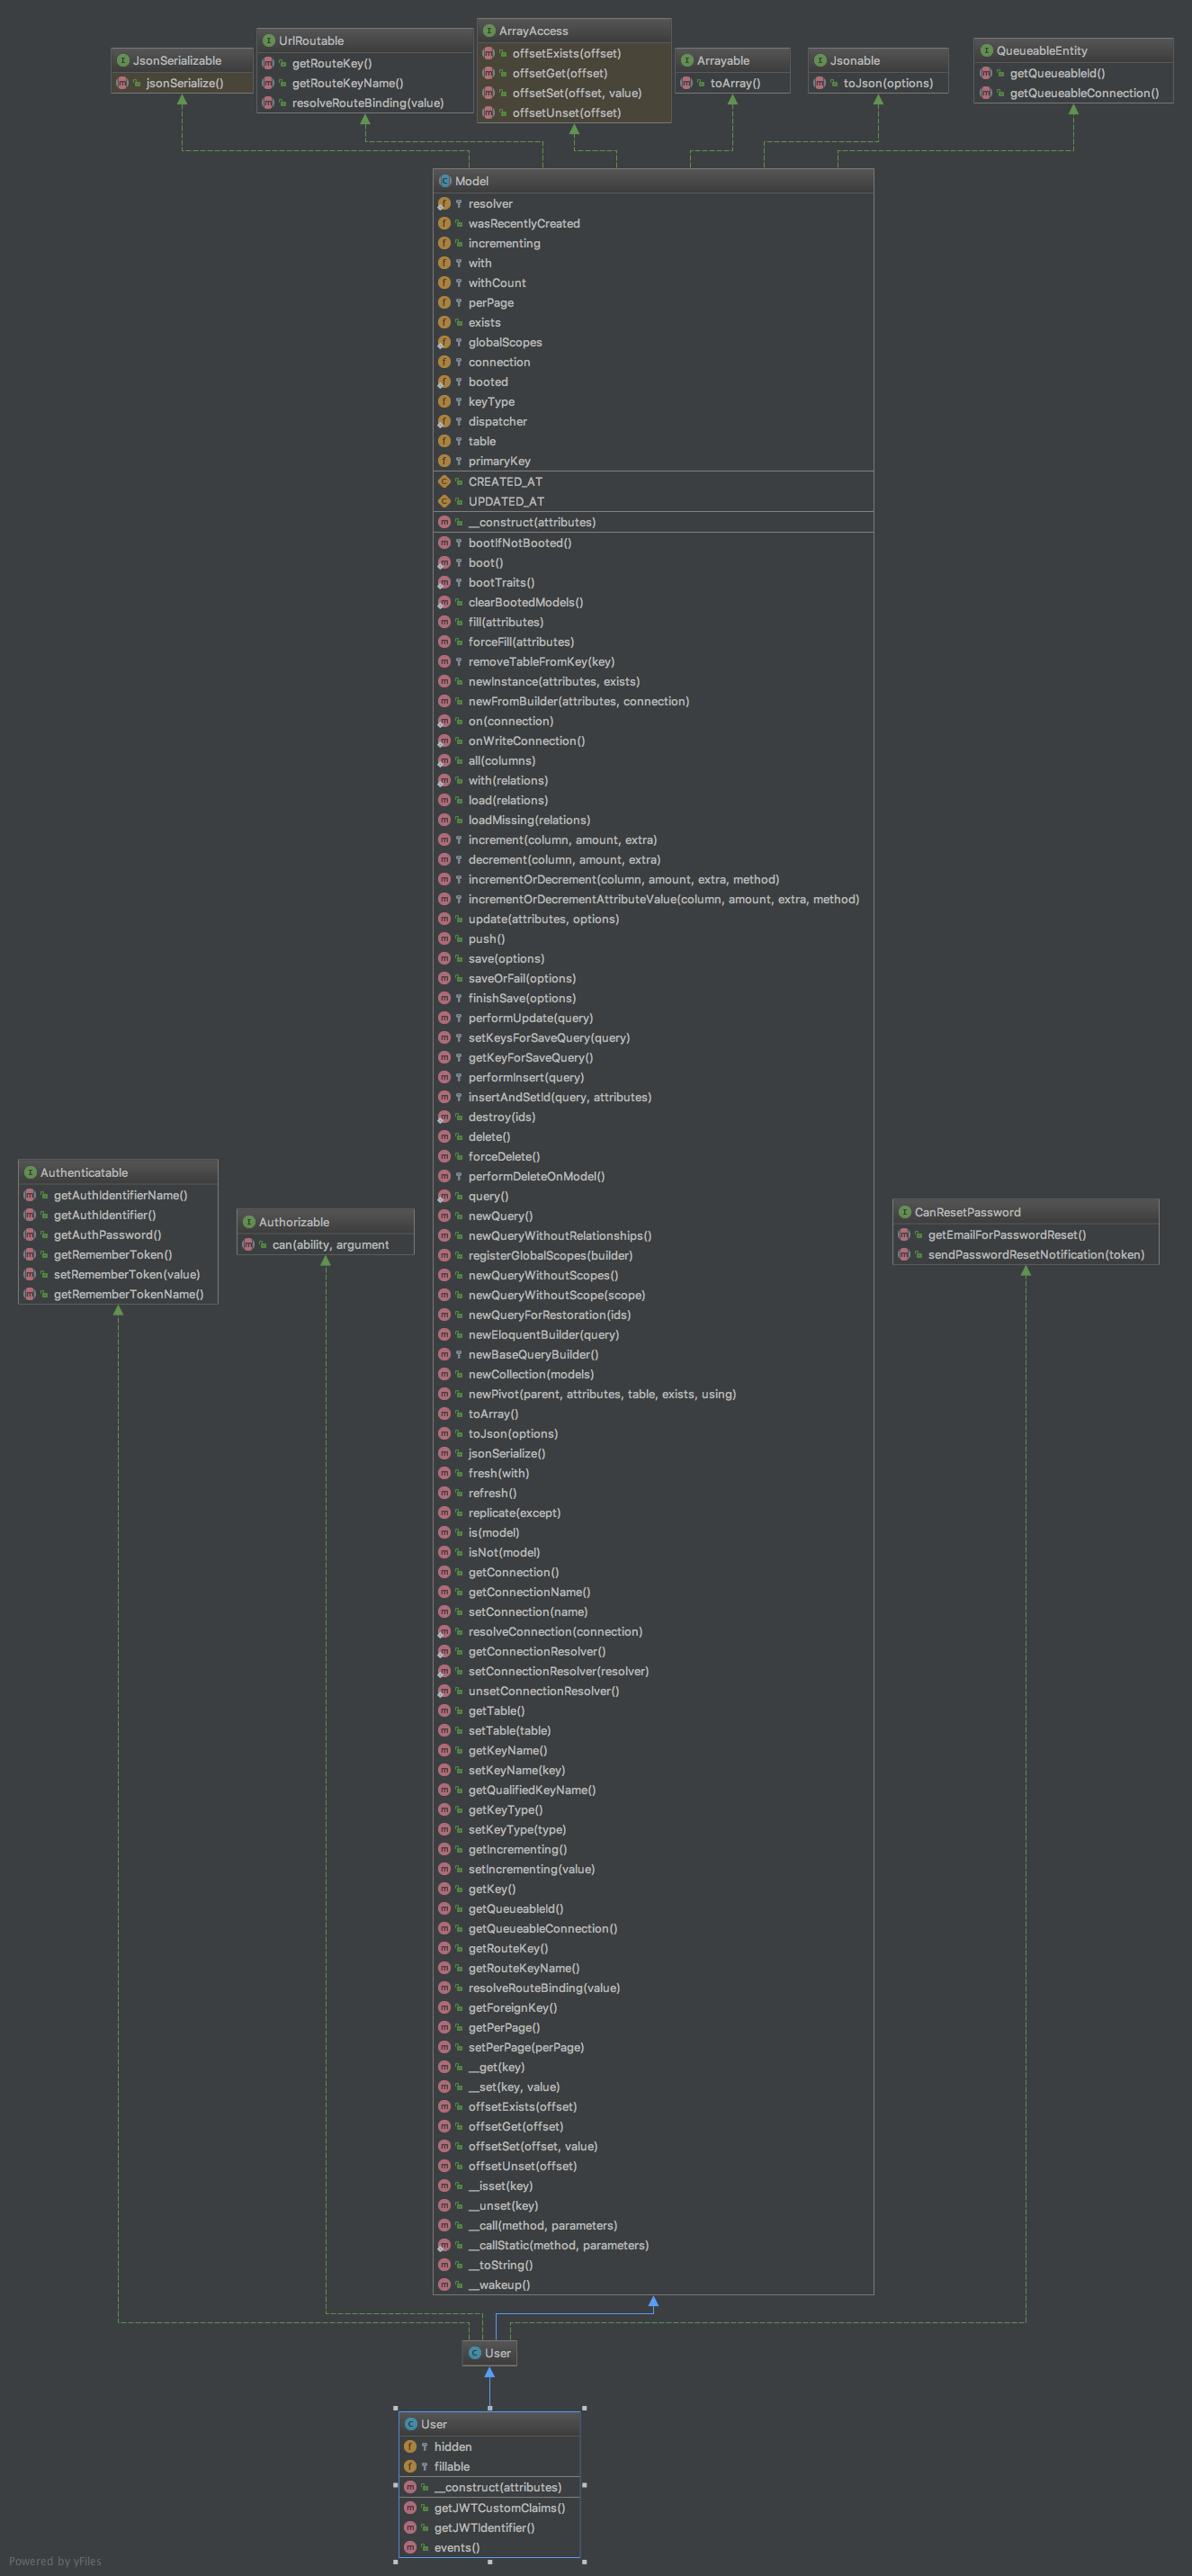 JsonSerializable
jsonSerialize()
UrlRoutable
getRouteKey()
getRouteKeyName()
resolveRouteBinding(value)
ArrayAccess
offsetExists(offset)
offsetGet(offset)
offsetSet(offset, value)
offsetUnset(offset)
Arrayable
toArray()
Jsonable
toJson(options)
QueueableEntity
getQueueableId()
getQueueableConnection()
Model
resolver
wasRecentlyCreated
incrementing
with
withCount
perPage
exists
globalScopes
connection
booted
keyType
dispatcher
table
primaryKey
CREATED_AT
UPDATED_AT
__construct(attributes)
bootIfNotBooted()
boot()
bootTraits()
clearBootedModels()
fill(attributes)
forceFill(attributes)
removeTableFromKey(key)
newInstance(attributes, exists)
newFromBuilder(attributes, connection)
on(connection)
onWriteConnection()
all(columns)
with(relations)
load(relations)
loadMissing(relations)
increment(column, amount, extra)
decrement(column, amount, extra)
incrementOrDecrement(column, amount, extra, method)
incrementOrDecrementAttributeValue(column, amount, extra, method)
update(attributes, options)
push()
save(options)
saveOrFail(options)
finishSave(options)
performUpdate(query)
setKeysForSaveQuery(query)
getKeyForSaveQuery()
performInsert(query)
insertAndSetId(query, attributes)
destroy(ids)
delete()
forceDelete()
performDeleteOnModel()
query()
newQuery()
newQueryWithoutRelationships()
registerGlobalScopes(builder)
newQueryWithoutScopes()
newQueryWithoutScope(scope)
newQueryForRestoration(ids)
newEloquentBuilder(query)
newBaseQueryBuilder()
newCollection(models)
newPivot(parent, attributes, table, exists, using)
toArray()
toJson(options)
jsonSerialize()
fresh(with)
refresh()
replicate(except)
is(model)
isNot(model)
getConnection()
getConnectionName()
setConnection(name)
resolveConnection(connection)
getConnectionResolver()
setConnectionResolver(resolver)
unsetConnectionResolver()
getTable()
setTable(table)
getKeyName()
setKeyName(key)
getQualifiedKeyName()
getKeyType()
setKeyType(type)
getIncrementing()
setIncrementing(value)
getKey()
getQueueableId()
getQueueableConnection()
getRouteKey()
getRouteKeyName()
resolveRouteBinding(value)
getForeignKey()
getPerPage()
setPerPage(perPage)
__get(key)
__set(key, value)
offsetExists(offset)
offsetGet(offset)
offsetSet(offset, value)
offsetUnset(offset)
__isset(key)
__unset(key)
__call(method, parameters)
__callStatic(method, parameters)
__toString()
__wakeup()
Authenticatable
getAuthIdentifierName()
getAuthIdentifier()
getAuthPassword()
getRememberToken()
setRememberToken(value)
getRememberTokenName()
Authorizable
can(ability, argument
CanResetPassword
getEmailForPasswordReset()
sendPasswordResetNotification(token)
User
User
hidden
fillable
__construct(attributes)
getJWTCustomClaims()
getJWTIdentifier()
events()
Powered by yFiles